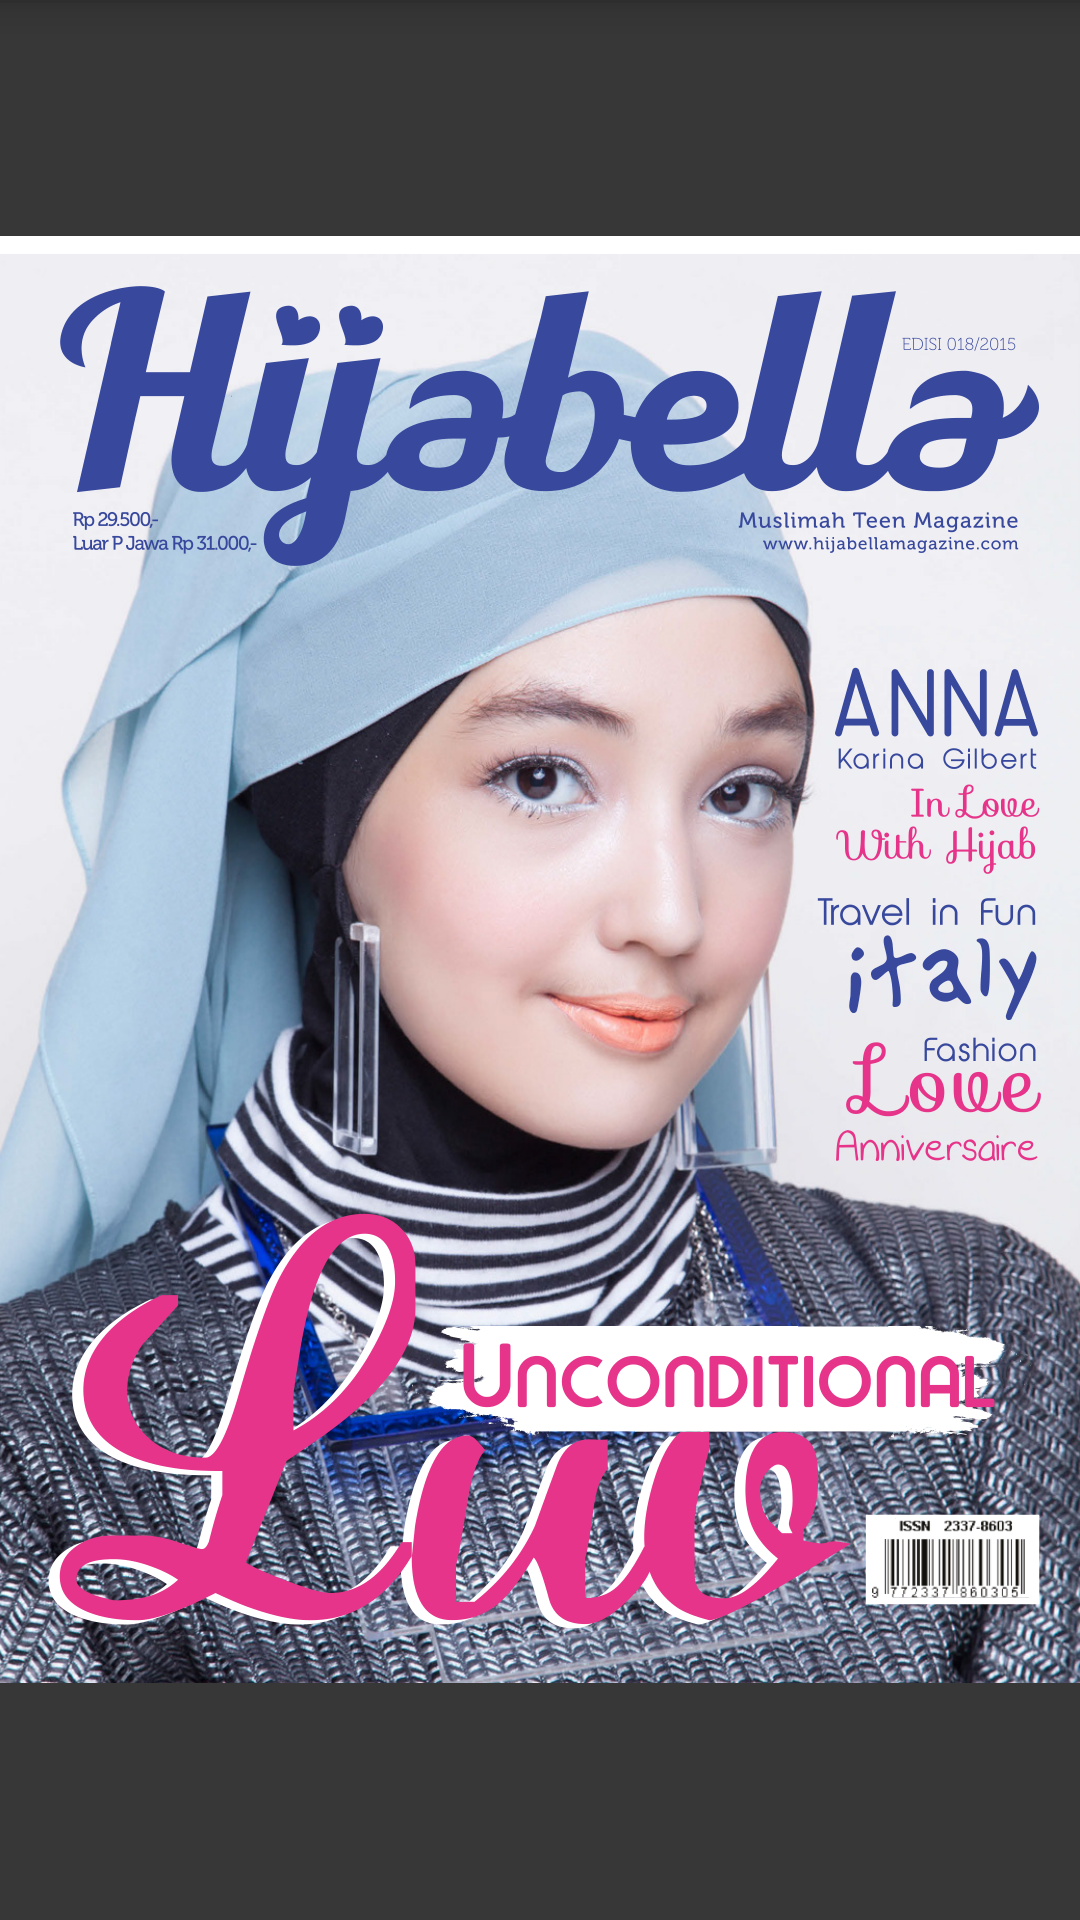 Hijabella
EDISI 018/2015
Rp 29.500,-
Luar P Jawa Rp 31.000,-
Muslimah Teen Magazine
www.hijabellamagazine.com
ANNA
Karina Gilbert
In Love
With Hijab
Travel in Fun
italy
Fashion
Love
Anniversaire
Unconditional
Luv
ISSN 2337-8603
9 772337 860305